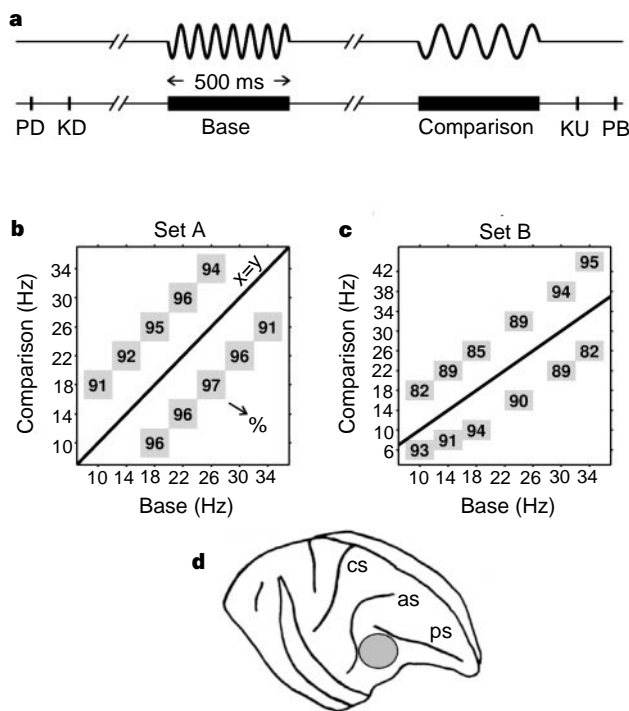 a
500 ms
PD KD Base Comparison KU PB
b Set A
Comparison (Hz)
34
30
26
22
18
14
10
x=y
94
96
95 91
92 96
91 97
96 %
96
10 14 18 22 26 30 34
Base (Hz)
c Set B
Comparison (Hz)
42
38
34
30
26
22
18
14
10
6
95
94
89
85 82
89 89
82 90
94
91
93
10 14 18 22 26 30 34
Base (Hz)
d
cs
as
ps